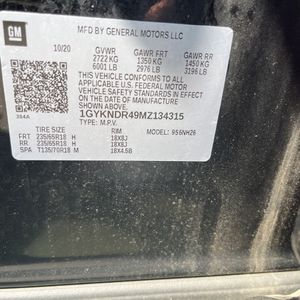 GM
MFD BY GENERAL MOTORS LLC
10/20 GVWR GAWR FRT GAWR RR
2722 KG 1350 KG 1450 KG
6001 LB 2976 LB 3196 LB
THIS VEHICLE CONFORMS TO ALL APPLICABLE
U.S. FEDERAL MOTOR
VEHICLE SAFETY AND THEFT PREVENTION
STANDARDS IN EFFECT ON THE DATE OF
MANUFACTURE SHOWN ABOVE.
1GYKNDR49MZ134315
TYPE: M.P.V.
TIRE SIZE RIM MODEL: 956NH26
FRT 235/65R18 H 18X8J
RR 235/65R18 H 18X8J
SPA T135/70R18 M 18X4.5B